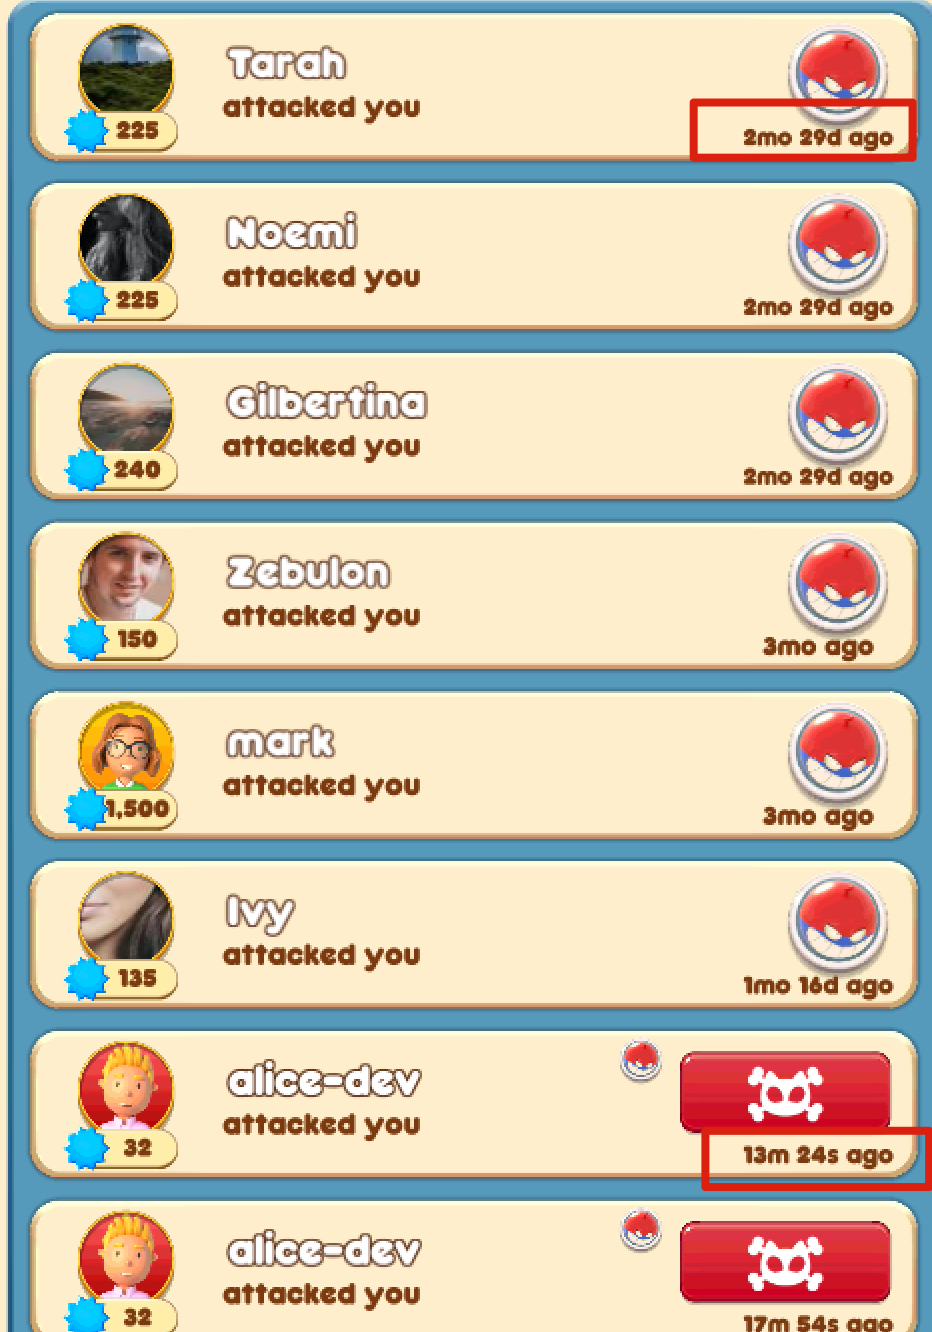 Tarah
attacked you
225
2mo 29d ago
Noemi
attacked you
225
2mo 29d ago
Gilbertina
attacked you
240
2mo 29d ago
Zebulon
attacked you
150
3mo ago
mark
attacked you
1,500
3mo ago
Ivy
attacked you
135
1mo 16d ago
alice-dev
attacked you
32
13m 24s ago
alice-dev
attacked you
32
17m 54s ago